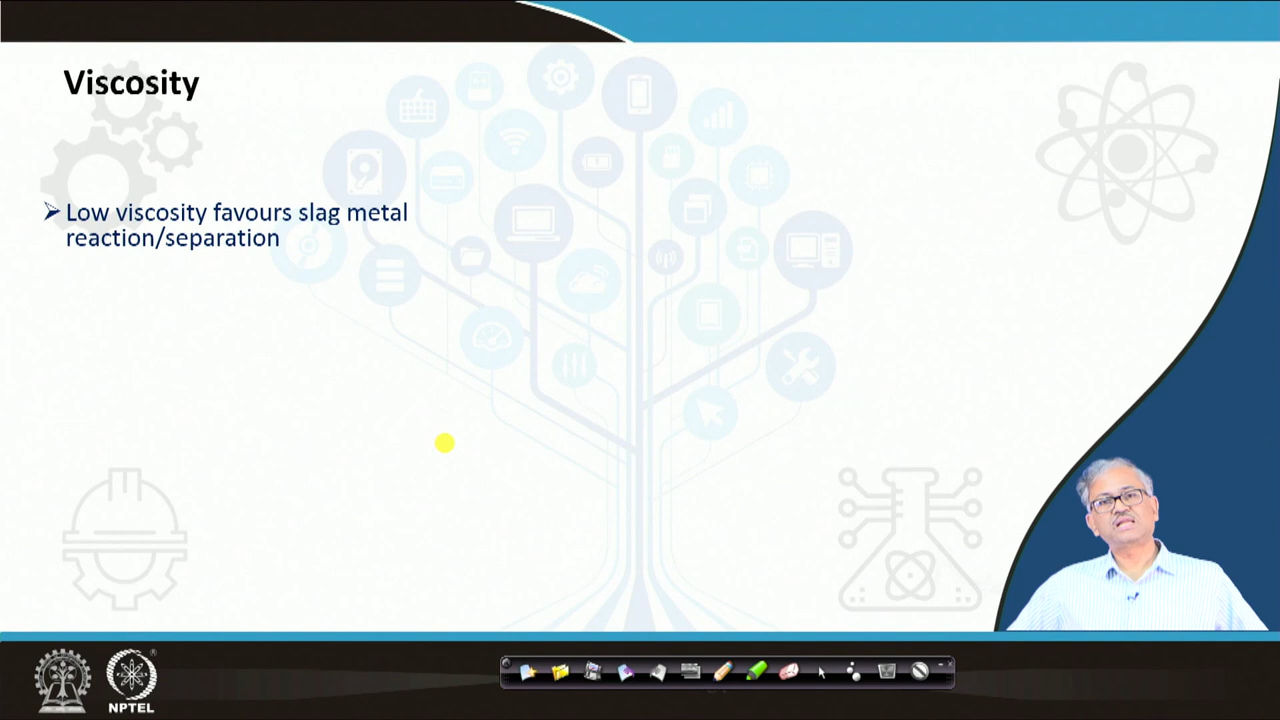 Viscosity
➢ Low viscosity favours slag metal
reaction/separation
NPTEL